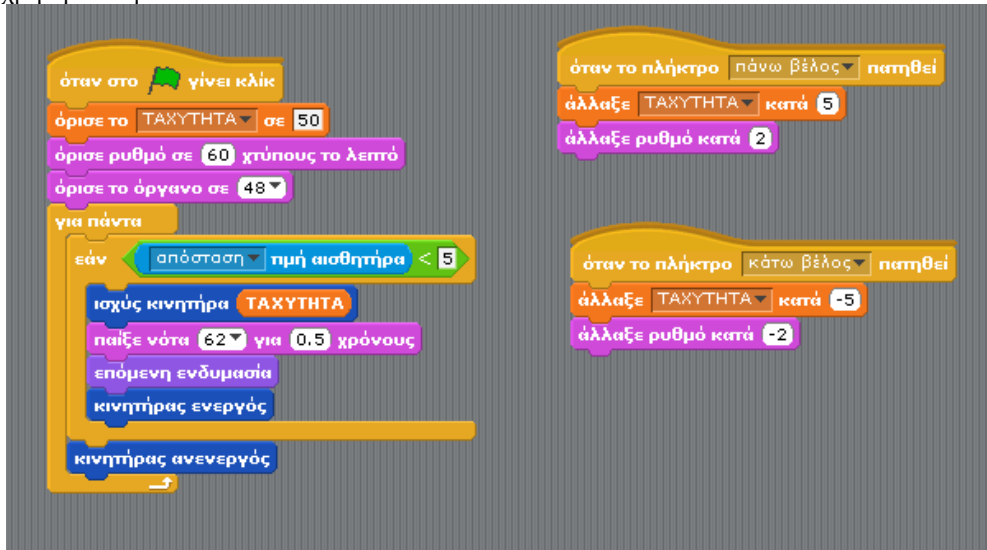 όταν στο γίνει κλίκ
όρισε το ΤΑΧΥΤΗΤΑ σε 50
όρισε ρυθμό σε 60 χτύπους το λεπτό
όρισε το όργανο σε 48
για πάντα
εάν απόσταση τιμή αισθητήρα < 5
ισχύς κινητήρα ΤΑΧΥΤΗΤΑ
παίξε νότα 62 για 0.5 χρόνους
επόμενη ενδυμασία
κινητήρας ενεργός
κινητήρας ανενεργός
όταν το πλήκτρο πάνω βέλος πατηθεί
άλλαξε ΤΑΧΥΤΗΤΑ κατά 5
άλλαξε ρυθμό κατά 2
όταν το πλήκτρο κάτω βέλος πατηθεί
άλλαξε ΤΑΧΥΤΗΤΑ κατά -5
άλλαξε ρυθμό κατά -2